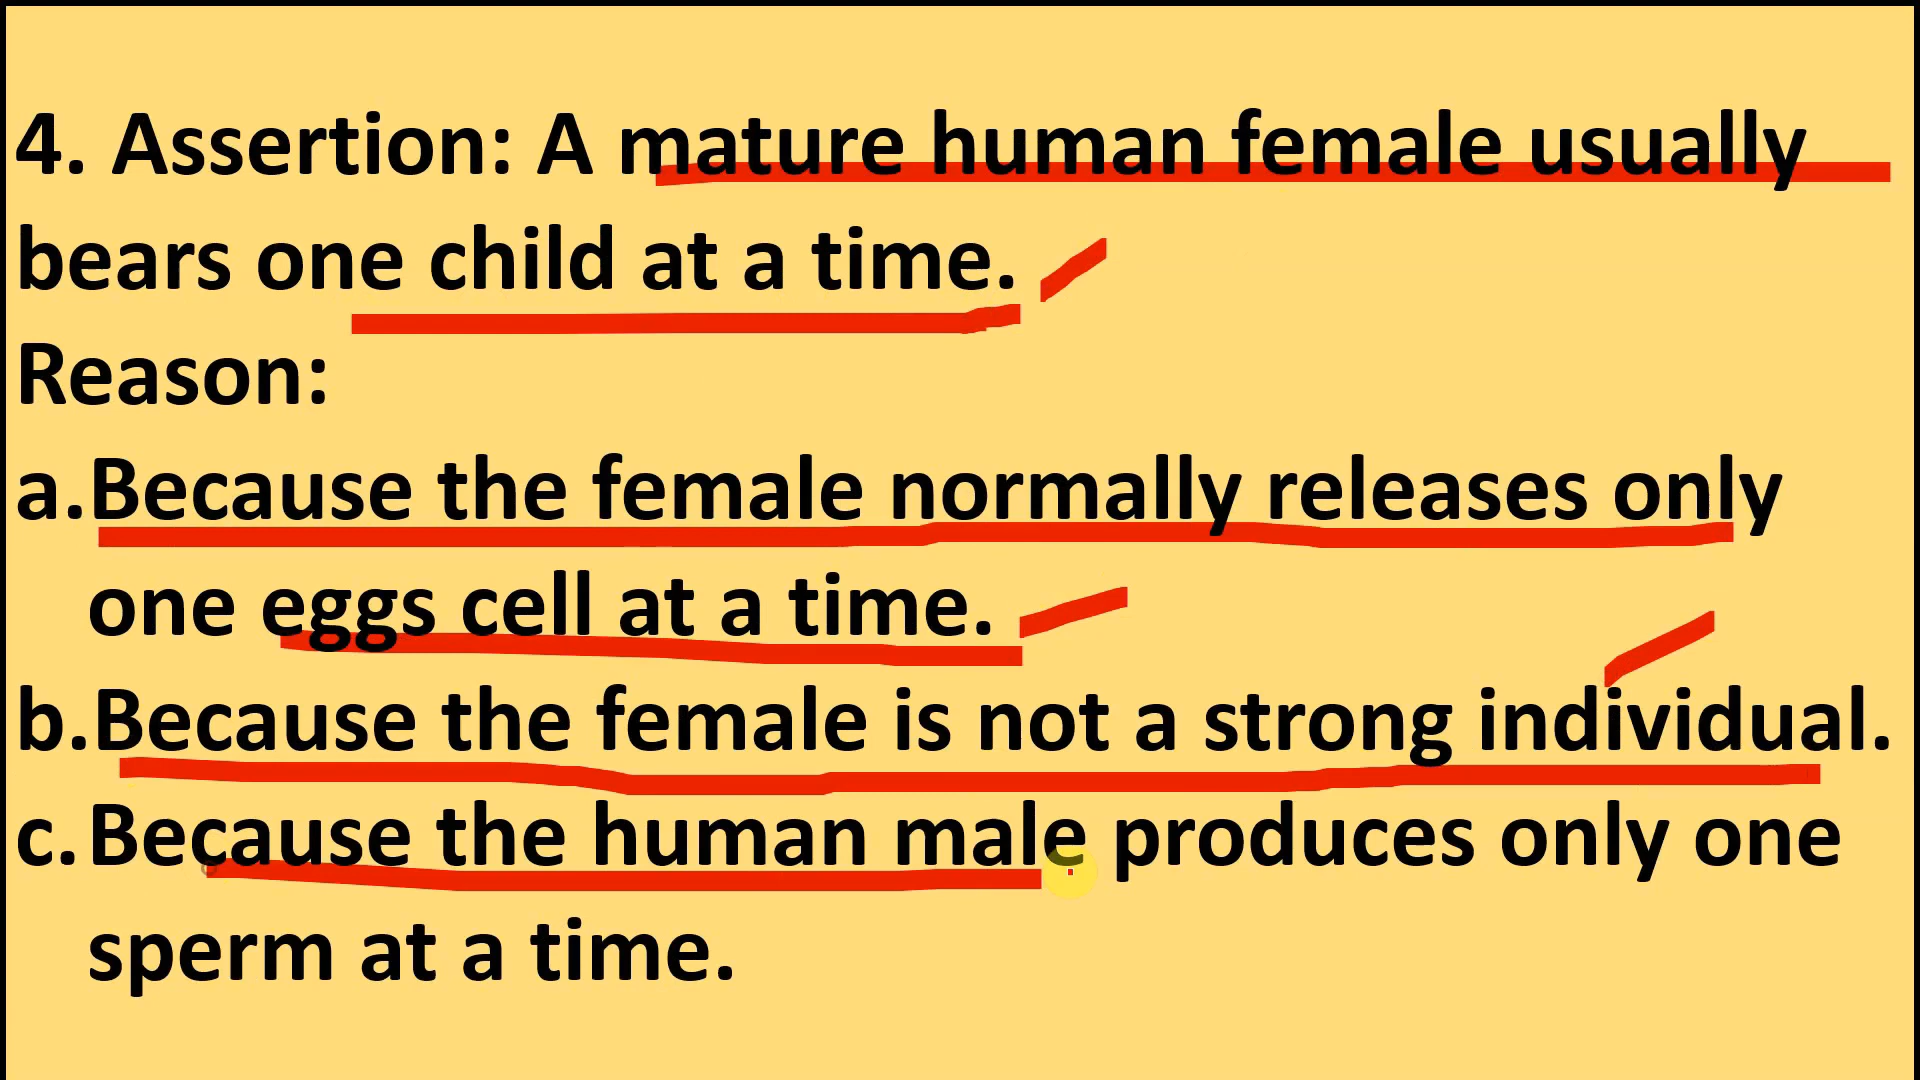 4. Assertion: A mature human female usually
bears one child at a time.
Reason:
a.Because the female normally releases only
one eggs cell at a time.
b.Because the female is not a strong individual.
c.Because the human male produces only one
sperm at a time.